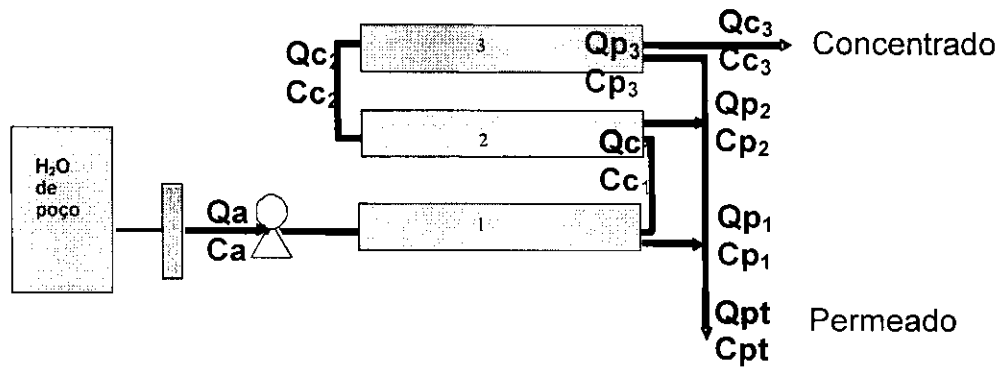 Qc₃
Concentrado
Cc₃
3
Qp₃
Cp₃
Qc₂
Cc₂
Qp₂
Cp₂
2
Qc
Cc₁
H₂O
de
poço
Qa
Ca
1
Qp₁
Cp₁
Qpt
Permeado
Cpt